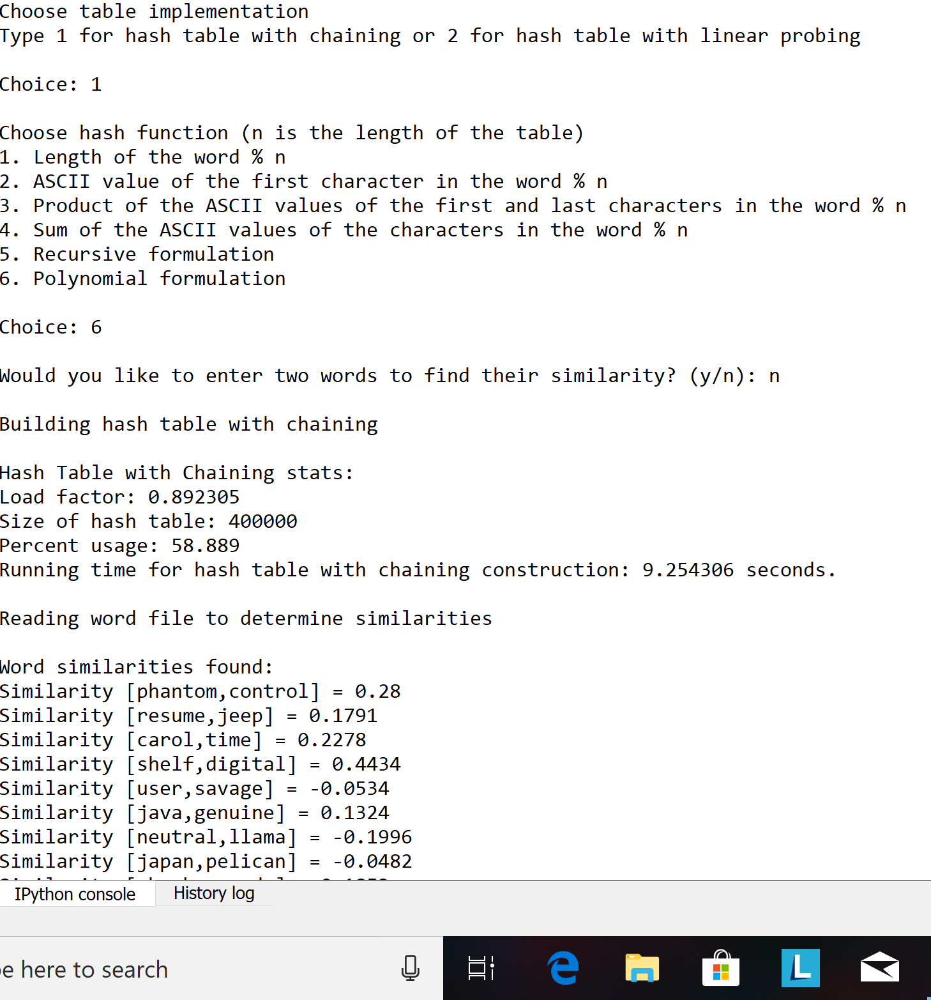 Choose table implementation
Type 1 for hash table with chaining or 2 for hash table with linear probing
Choice: 1
Choose hash function (n is the length of the table)
1. Length of the word % n
2. ASCII value of the first character in the word % n
3. Product of the ASCII values of the first and last characters in the word % n
4. Sum of the ASCII values of the characters in the word % n
5. Recursive formulation
6. Polynomial formulation
Choice: 6
Would you like to enter two words to find their similarity? (y/n): n
Building hash table with chaining
Hash Table with Chaining stats:
Load factor: 0.892305
Size of hash table: 400000
Percent usage: 58.889
Running time for hash table with chaining construction: 9.254306 seconds.
Reading word file to determine similarities
Word similarities found:
Similarity [phantom,control] = 0.28
Similarity [resume,jeep] = 0.1791
Similarity [carol,time] = 0.2278
Similarity [shelf,digital] = 0.4434
Similarity [user,savage] = -0.0534
Similarity [java,genuine] = 0.1324
Similarity [neutral,llama] = -0.1996
Similarity [japan,pelican] = -0.0482
IPython console
History log
e here to search
L